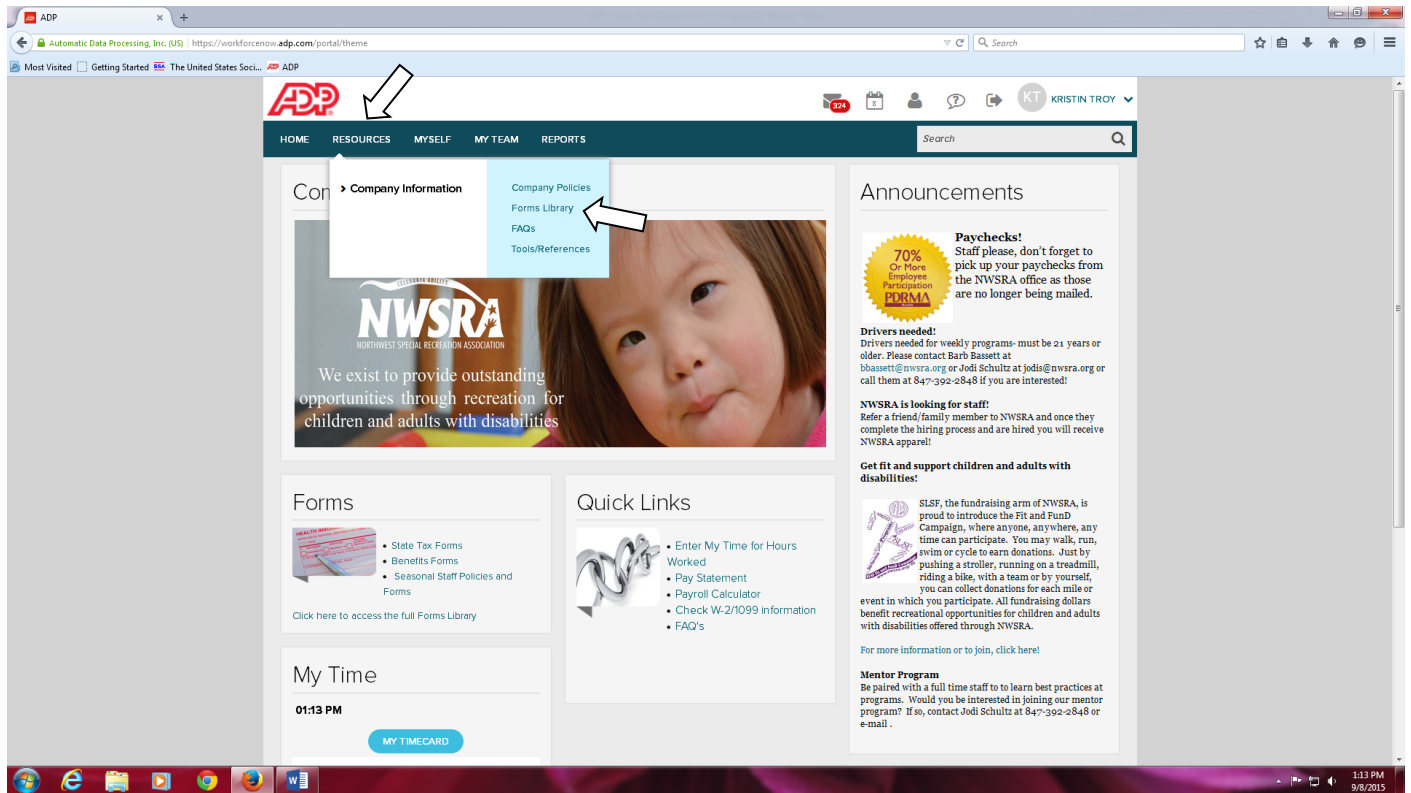 ADP
Automatic Data Processing, Inc. (US)
https://workforcenow.adp.com/portal/theme
Search
Most Visited
Getting Started
SSA
The United States Soci...
ADP
ADP
324
8
KT
KRISTIN TROY
HOME
RESOURCES
MYSELF
MY TEAM
REPORTS
Search
Com
> Company Information
Company Policies
Forms Library
FAQs
Tools/References
CELEBRATE ABILITY
NWSRA
NORTHWEST SPECIAL RECREATION ASSOCIATION
We exist to provide outstanding
opportunities through recreation for
children and adults with disabilities
Announcements
70%
Or More
Employee
Participation
PDRMA
Paychecks!
Staff please, don't forget to
pick up your paychecks from
the NWSRA office as those
are no longer being mailed.
Drivers needed!
Drivers needed for weekly programs- must be 21 years or
older. Please contact Barb Bassett at
bbassett@nwsra.org or Jodi Schultz at jodis@nwsra.org or
call them at 847-392-2848 if you are interested!
NWSRA is looking for staff!
Refer a friend/family member to NWSRA and once they
complete the hiring process and are hired you will receive
NWSRA apparel!
Get fit and support children and adults with
disabilities!
SLSF
SLSF, the fundraising arm of NWSRA, is
proud to introduce the Fit and FunD
Campaign, where anyone, anywhere, any
time can participate. You may walk, run,
swim or cycle to earn donations. Just by
pushing a stroller, running on a treadmill,
riding a bike, with a team or by yourself,
you can collect donations for each mile or
event in which you participate. All fundraising dollars
benefit recreational opportunities for children and adults
with disabilities offered through NWSRA.
For more information or to join, click here!
Mentor Program
Be paired with a full time staff to to learn best practices at
programs. Would you be interested in joining our mentor
program? If so, contact Jodi Schultz at 847-392-2848 or
e-mail .
Forms
• State Tax Forms
• Benefits Forms
• Seasonal Staff Policies and
Forms
Click here to access the full Forms Library
Quick Links
• Enter My Time for Hours
Worked
• Pay Statement
• Payroll Calculator
• Check W-2/1099 information
• FAQ's
My Time
01:13 PM
MY TIMECARD
1:13 PM
9/8/2015